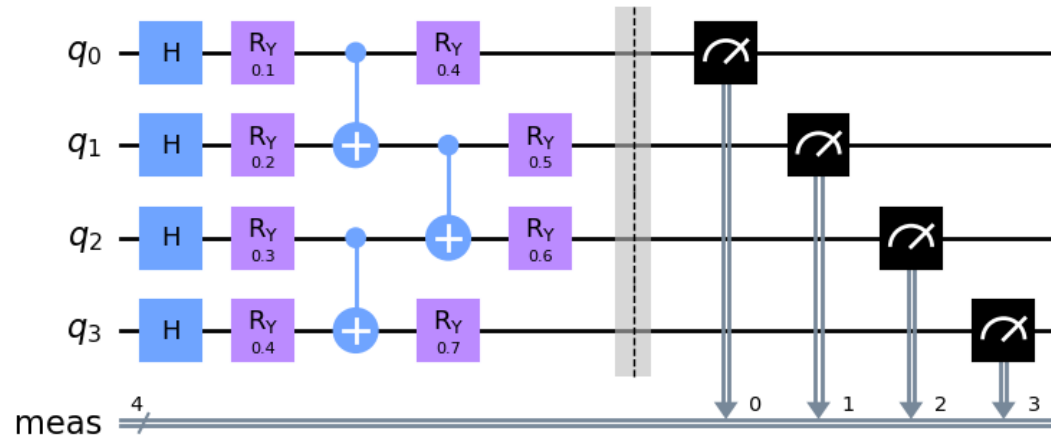 q0 H RY 0.1 RY 0.4
q1 H RY 0.2 RY 0.5
q2 H RY 0.3 RY 0.6
q3 H RY 0.4 RY 0.7
meas 4 0 1 2 3